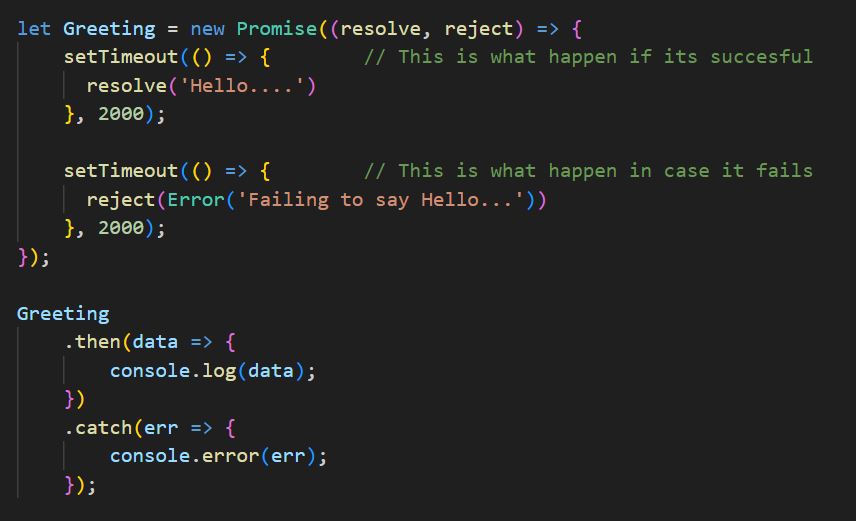 let Greeting = new Promise((resolve, reject) => {
    setTimeout(() => {        // This is what happen if its succesful
      resolve('Hello....')
    }, 2000);

    setTimeout(() => {        // This is what happen in case it fails
      reject(Error('Failing to say Hello...'))
    }, 2000);
});

Greeting
    .then(data => {
        console.log(data);
    })
    .catch(err => {
        console.error(err);
    });